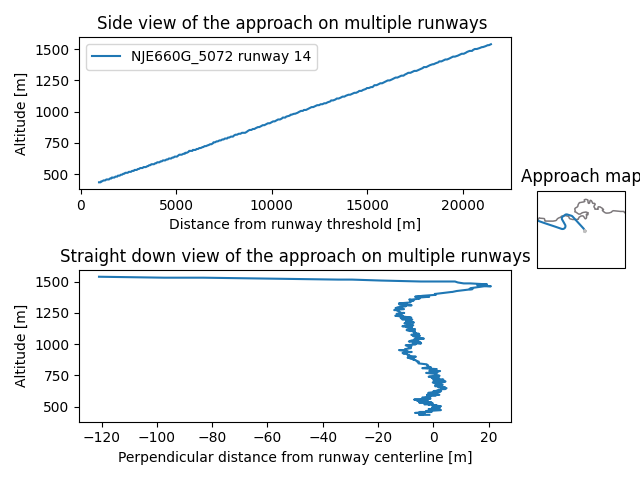 Side view of the approach on multiple runways
1500
1250
1000
750
500
Altitude [m]
NJE660G_5072 runway 14
0
5000
10000
15000
20000
Distance from runway threshold [m]
Approach map
Straight down view of the approach on multiple runways
1500
1250
1000
750
500
Altitude [m]
−120
−100
−80
−60
−40
−20
0
20
Perpendicular distance from runway centerline [m]